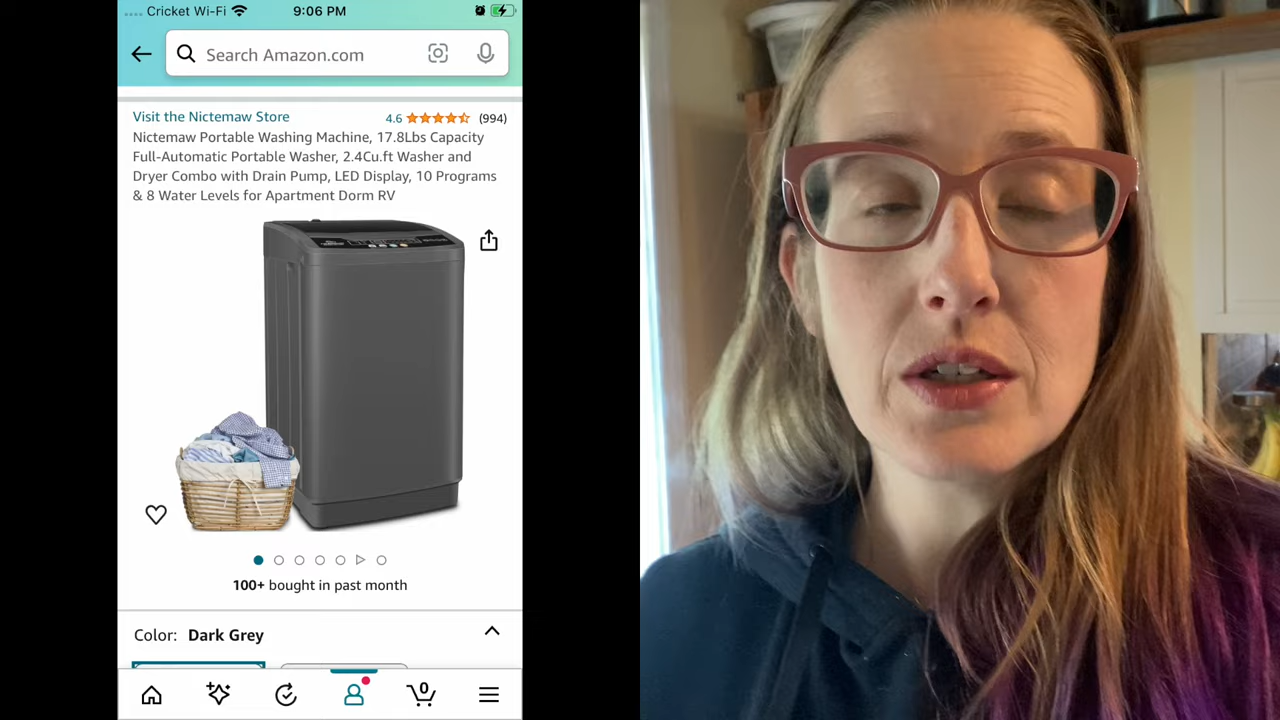 Cricket Wi-Fi 9:06 PM
Search Amazon.com
Visit the Nictemaw Store 4.6 (994)
Nictemaw Portable Washing Machine, 17.8Lbs Capacity
Full-Automatic Portable Washer, 2.4Cu.ft Washer and
Dryer Combo with Drain Pump, LED Display, 10 Programs
& 8 Water Levels for Apartment Dorm RV
100+ bought in past month
Color: Dark Grey
0